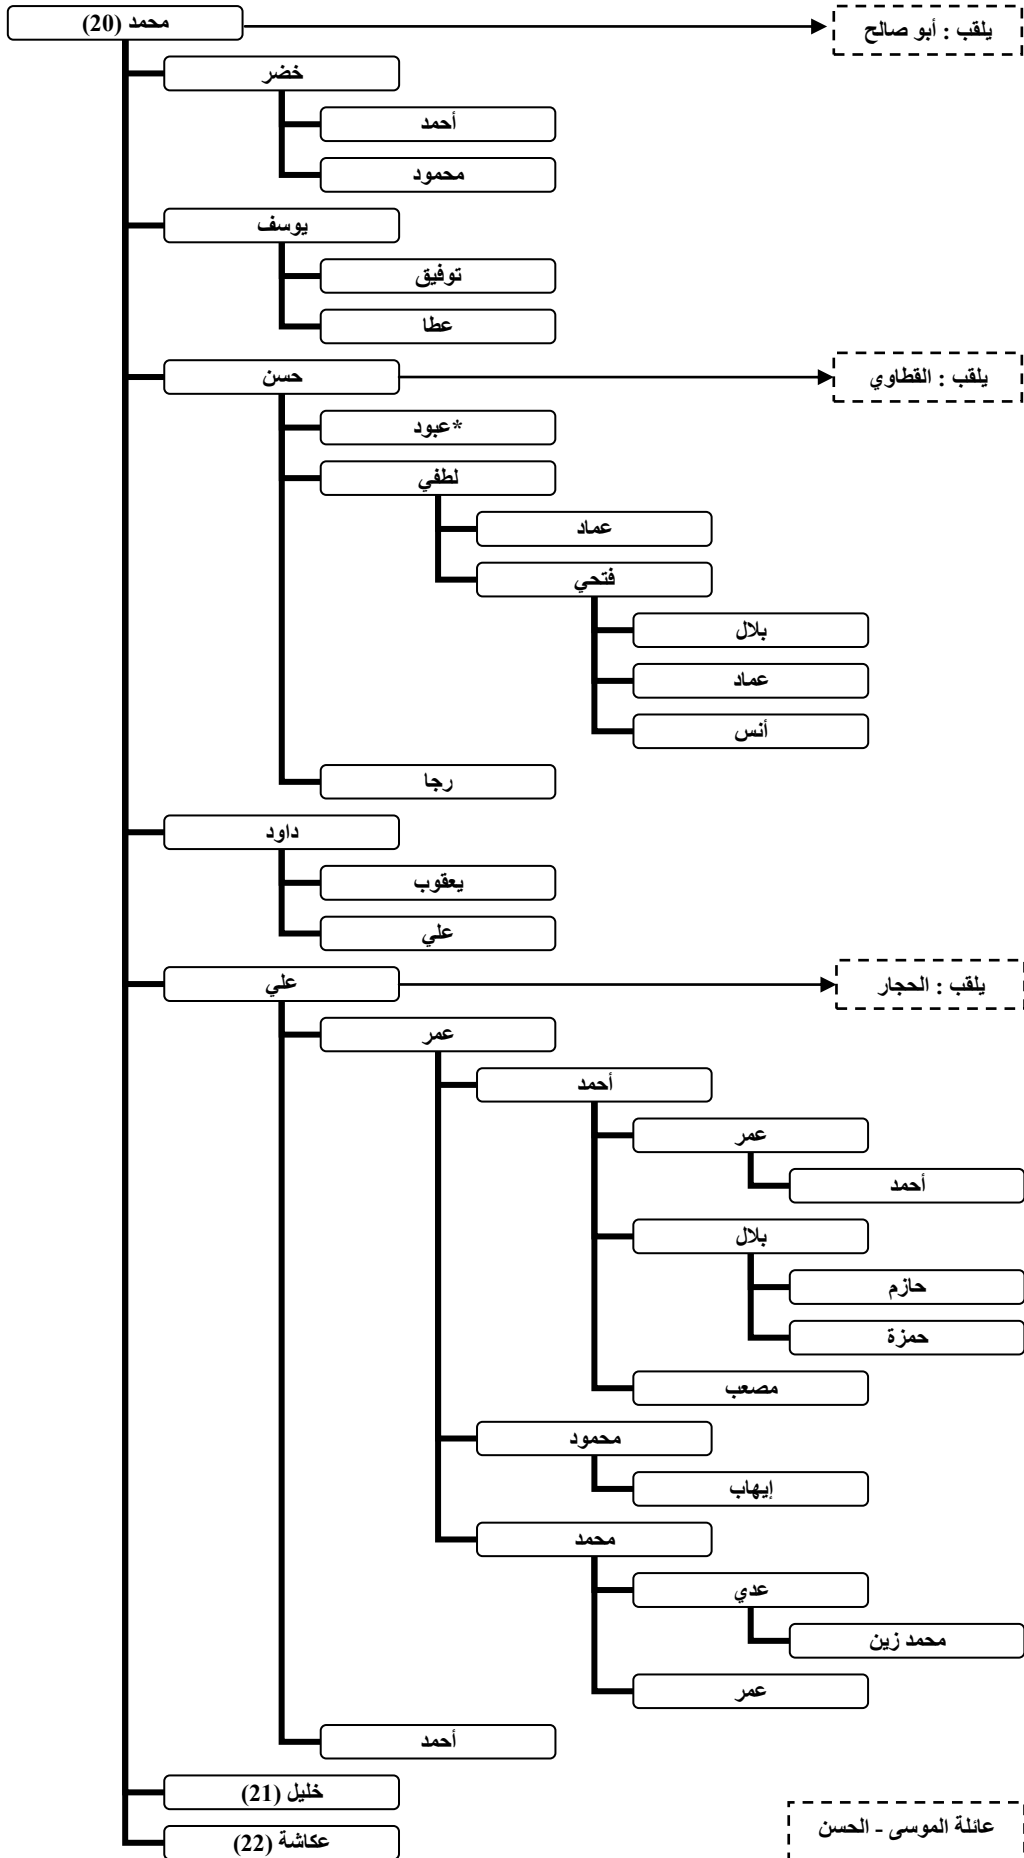 محمد (20)
يلقب : أبو صالح
خضر
أحمد
محمود
يوسف
توفيق
عطا
حسن
يلقب : القطاوي
*عبود
لطفي
عماد
فتحي
بلال
عماد
أنس
رجا
داود
يعقوب
علي
علي
يلقب : الحجار
عمر
أحمد
عمر
أحمد
بلال
حازم
حمزة
مصعب
محمود
إيهاب
محمد
عدي
محمد زين
عمر
أحمد
خليل (21)
عكاشة (22)
عائلة الموسى - الحسن